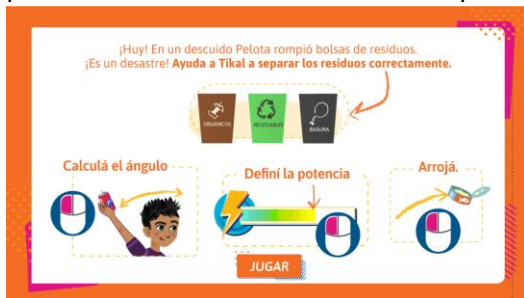 ¡Huy! En un descuido Pelota rompió bolsas de residuos.
¡Es un desastre! Ayuda a Tikal a separar los residuos correctamente.
ORGÁNICOS
RECICLABLES
BASURA
Calculá el ángulo
Definí la potencia
Arrojá.
JUGAR